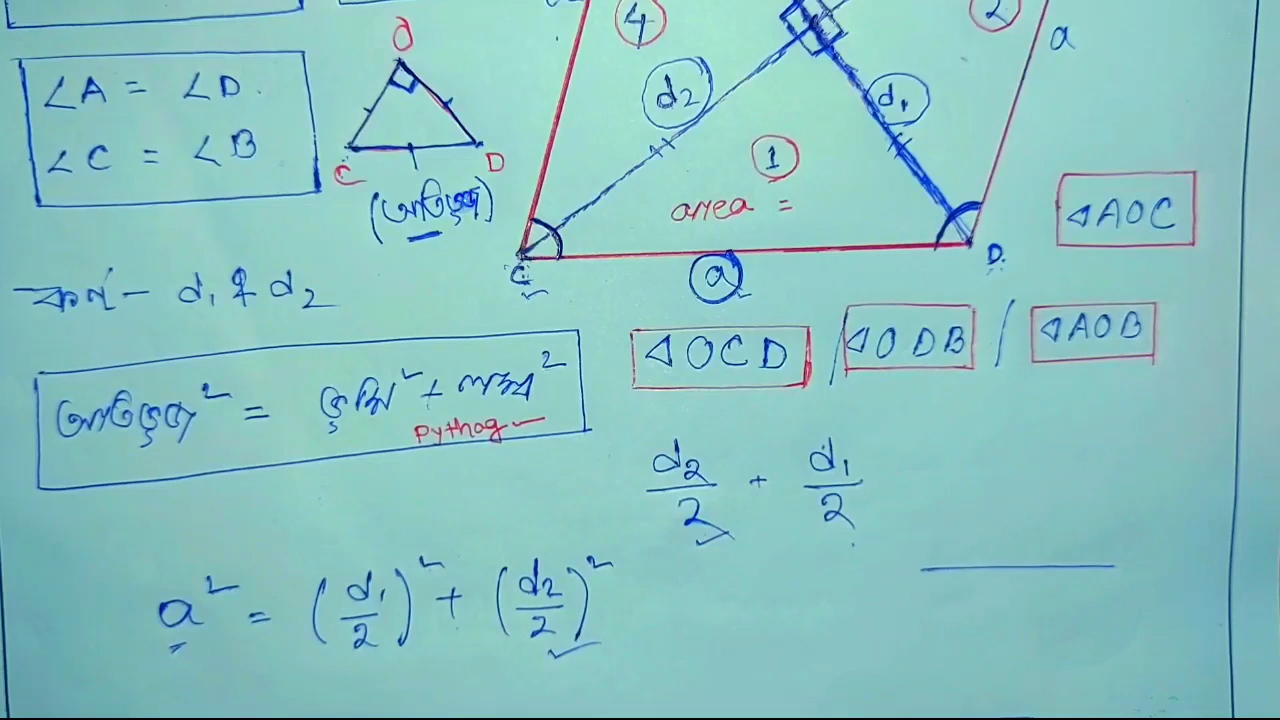 ∠A = ∠D.
∠C = ∠B
O
C
D
(অতিভুজ)
4
2
a
d2
d1
1
area =
C
a
D.
কর্ণ - d1 ও d2
অতিভুজ² = ভূমি² + লম্ব²
Pythag
◁AOC
◁OCD / ◁ODB / ◁AOB
d2/2 + d1/2
a² = (d1/2)² + (d2/2)²